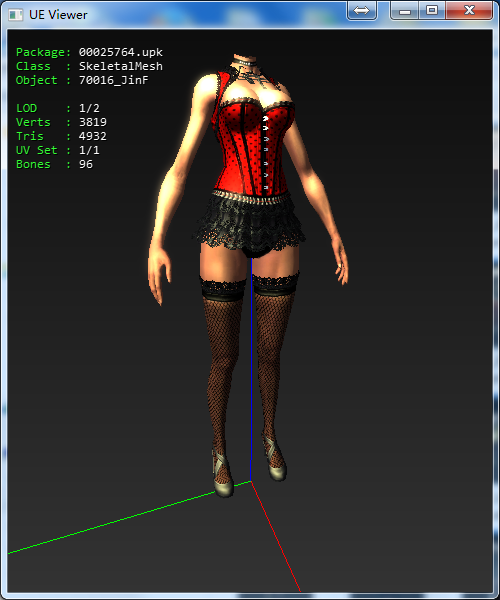 UE Viewer
Package: 00025764.upk
Class  : SkeletalMesh
Object : 70016_JinF
LOD    : 1/2
Verts  : 3819
Tris   : 4932
UV Set : 1/1
Bones  : 96